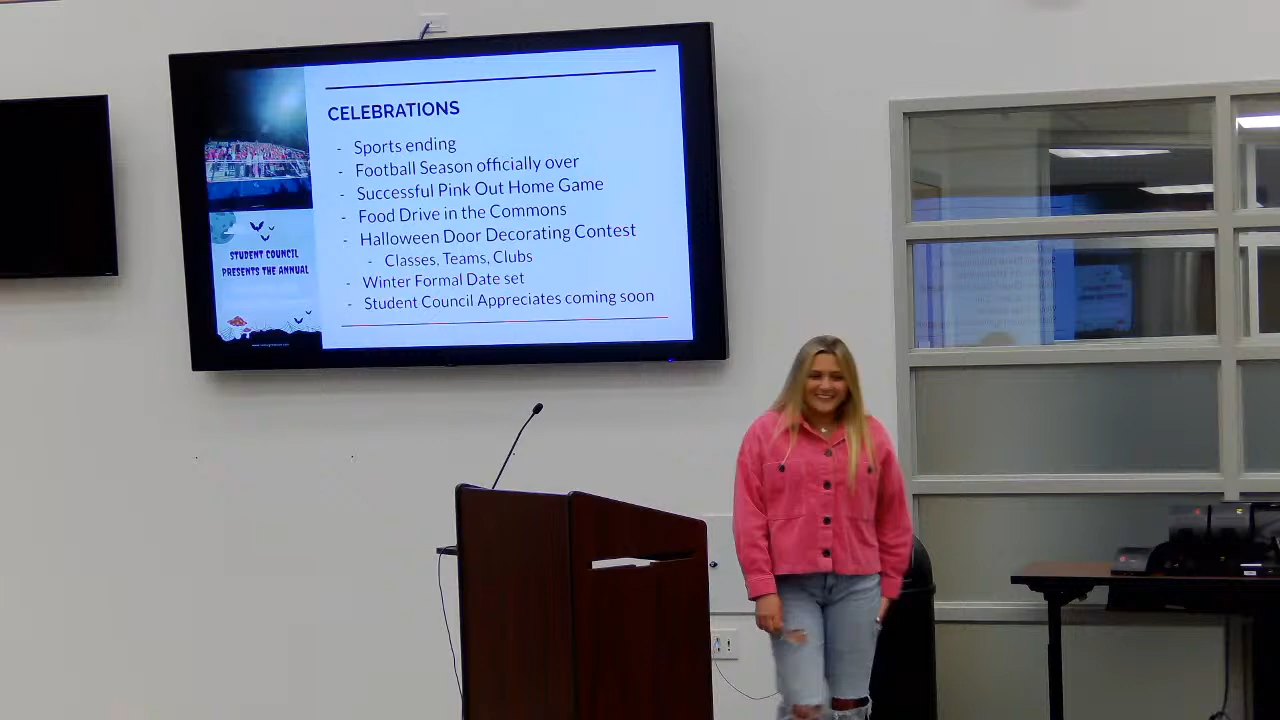 CELEBRATIONS
- Sports ending
- Football Season officially over
- Successful Pink Out Home Game
- Food Drive in the Commons
- Halloween Door Decorating Contest
- Classes, Teams, Clubs
- Winter Formal Date set
- Student Council Appreciates coming soon
STUDENT COUNCIL
PRESENTS THE ANNUAL